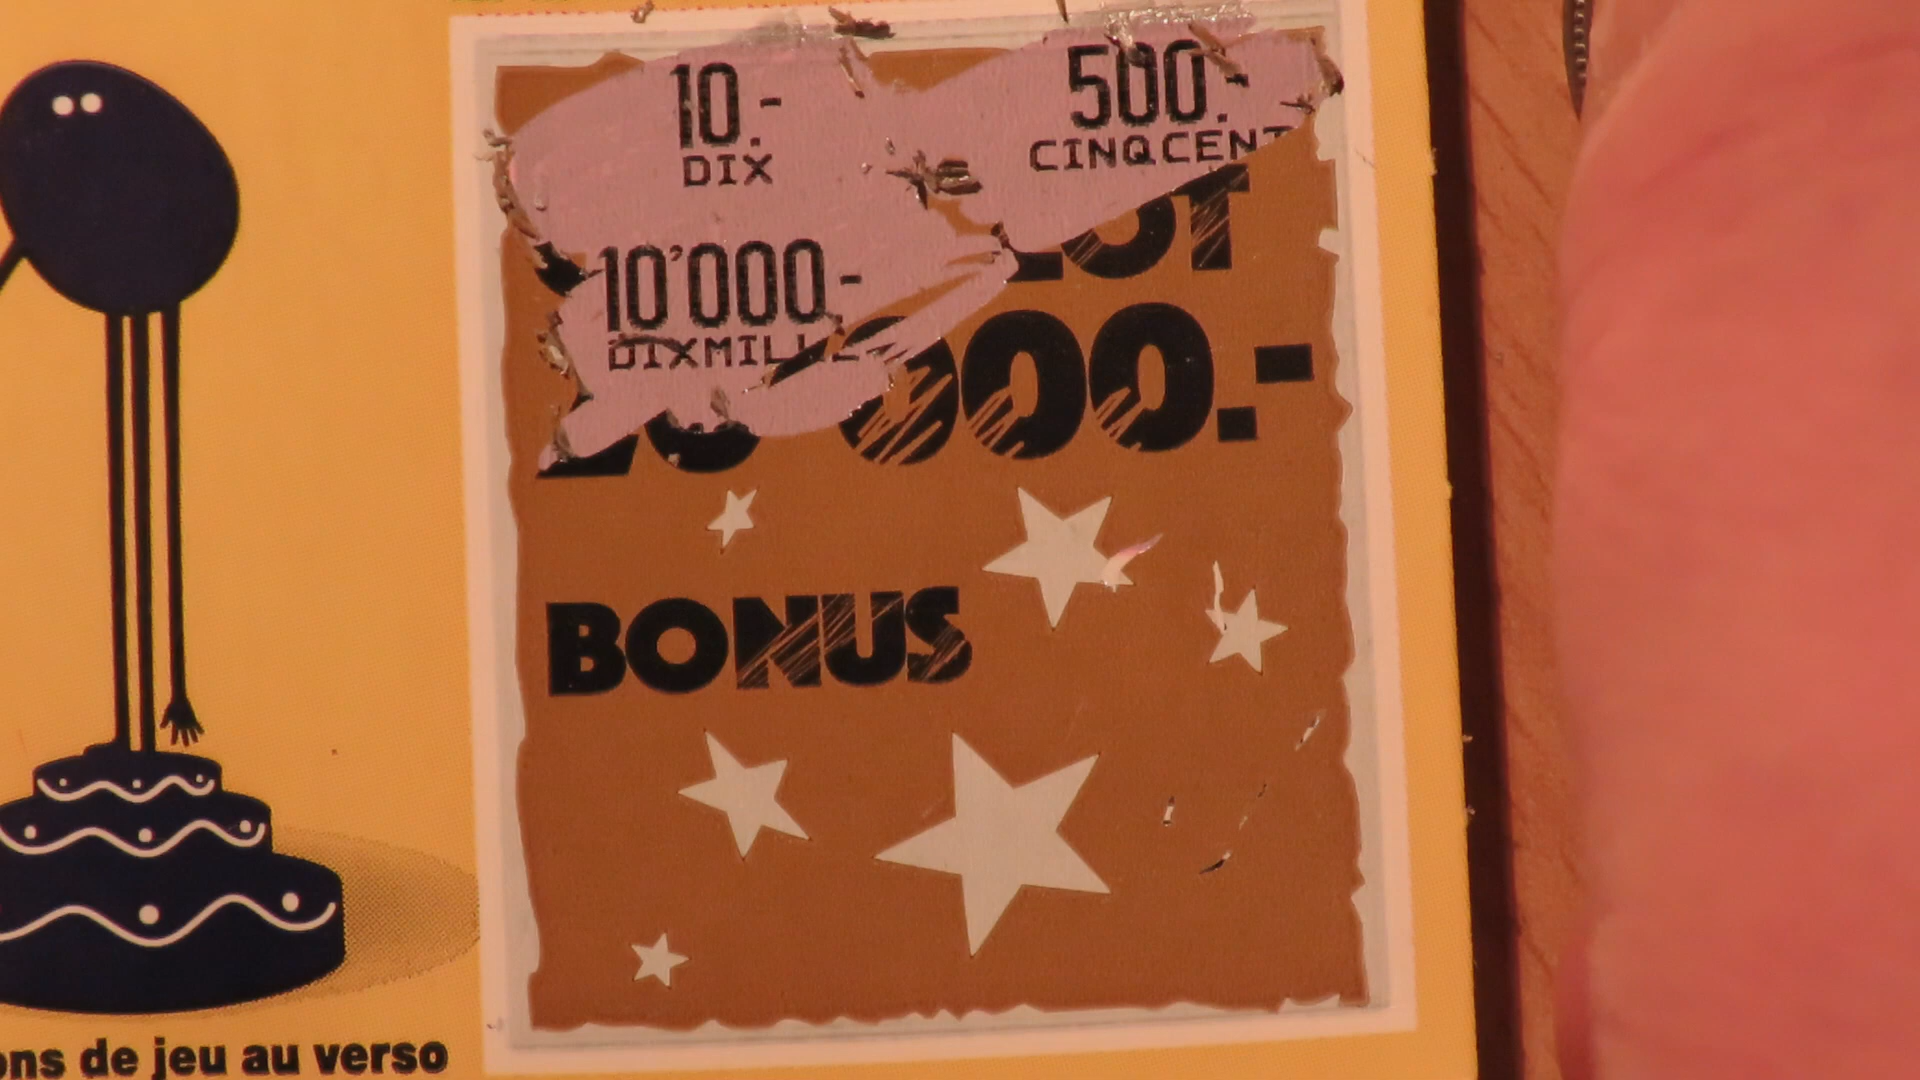 10.-
DIX
500.-
CINQCENT
10'000.-
DIXMILLE
000.-
BONUS
ons de jeu au verso